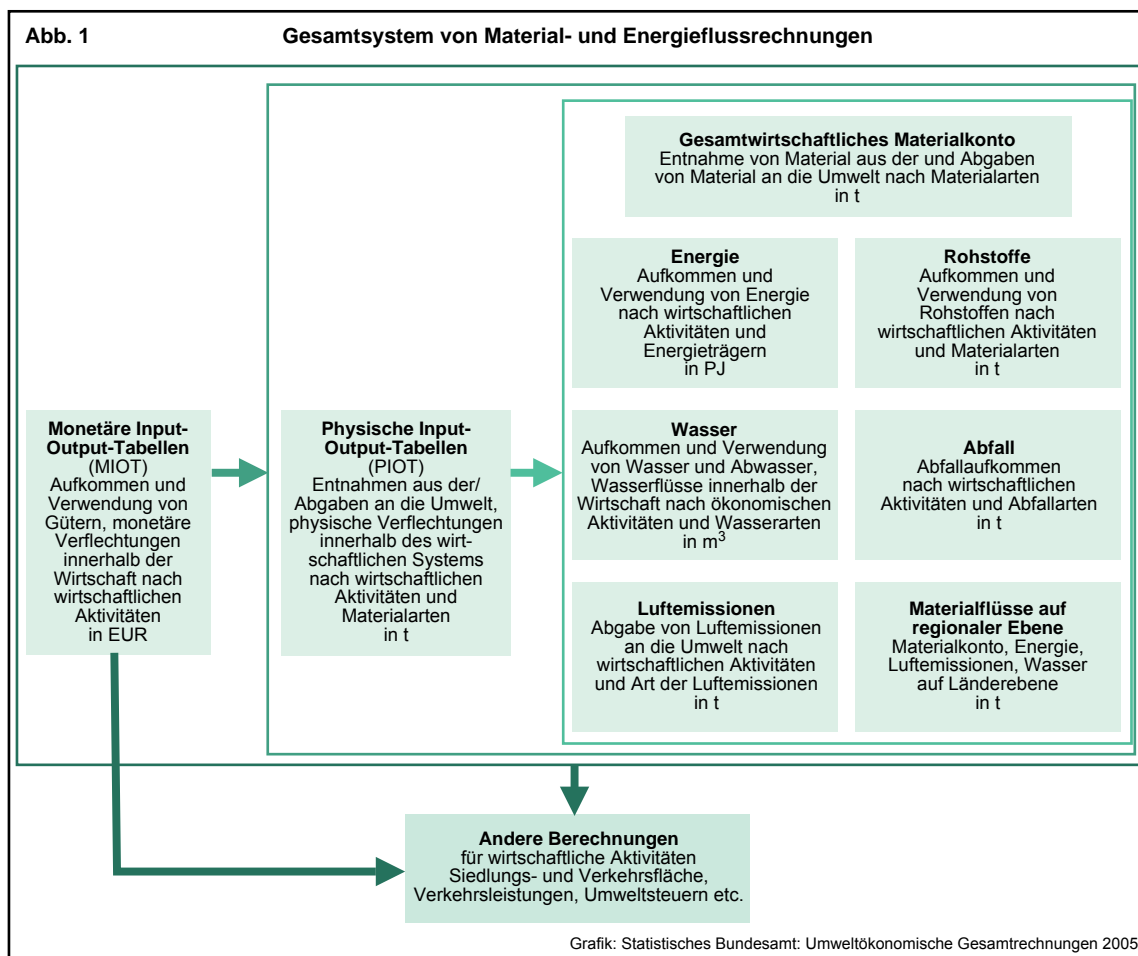 Abb. 1
Gesamtsystem von Material- und Energieflussrechnungen
Gesamtwirtschaftliches Materialkonto
Entnahme von Material aus der und Abgaben
von Material an die Umwelt nach Materialarten
in t
Energie
Aufkommen und
Verwendung von Energie
nach wirtschaftlichen
Aktivitäten und
Energieträgern
in PJ
Rohstoffe
Aufkommen und
Verwendung von
Rohstoffen nach
wirtschaftlichen Aktivitäten
und Materialarten
in t
Monetäre Input-
Output-Tabellen
(MIOT)
Aufkommen und
Verwendung von
Gütern, monetäre
Verflechtungen
innerhalb der
Wirtschaft nach
wirtschaftlichen
Aktivitäten
in EUR
Physische Input-
Output-Tabellen
(PIOT)
Entnahmen aus der/
Abgaben an die Umwelt,
physische Verflechtungen
innerhalb des wirt-
schaftlichen Systems
nach wirtschaftlichen
Aktivitäten und
Materialarten
in t
Wasser
Aufkommen und Verwendung
von Wasser und Abwasser,
Wasserflüsse innerhalb der
Wirtschaft nach ökonomischen
Aktivitäten und Wasserarten
in m³
Abfall
Abfallaufkommen
nach wirtschaftlichen
Aktivitäten und Abfallarten
in t
Luftemissionen
Abgabe von Luftemissionen
an die Umwelt nach
wirtschaftlichen Aktivitäten
und Art der Luftemissionen
in t
Materialflüsse auf
regionaler Ebene
Materialkonto, Energie,
Luftemissionen, Wasser
auf Länderebene
in t
Andere Berechnungen
für wirtschaftliche Aktivitäten
Siedlungs- und Verkehrsfläche,
Verkehrsleistungen, Umweltsteuern etc.
Grafik: Statistisches Bundesamt: Umweltökonomische Gesamtrechnungen 2005